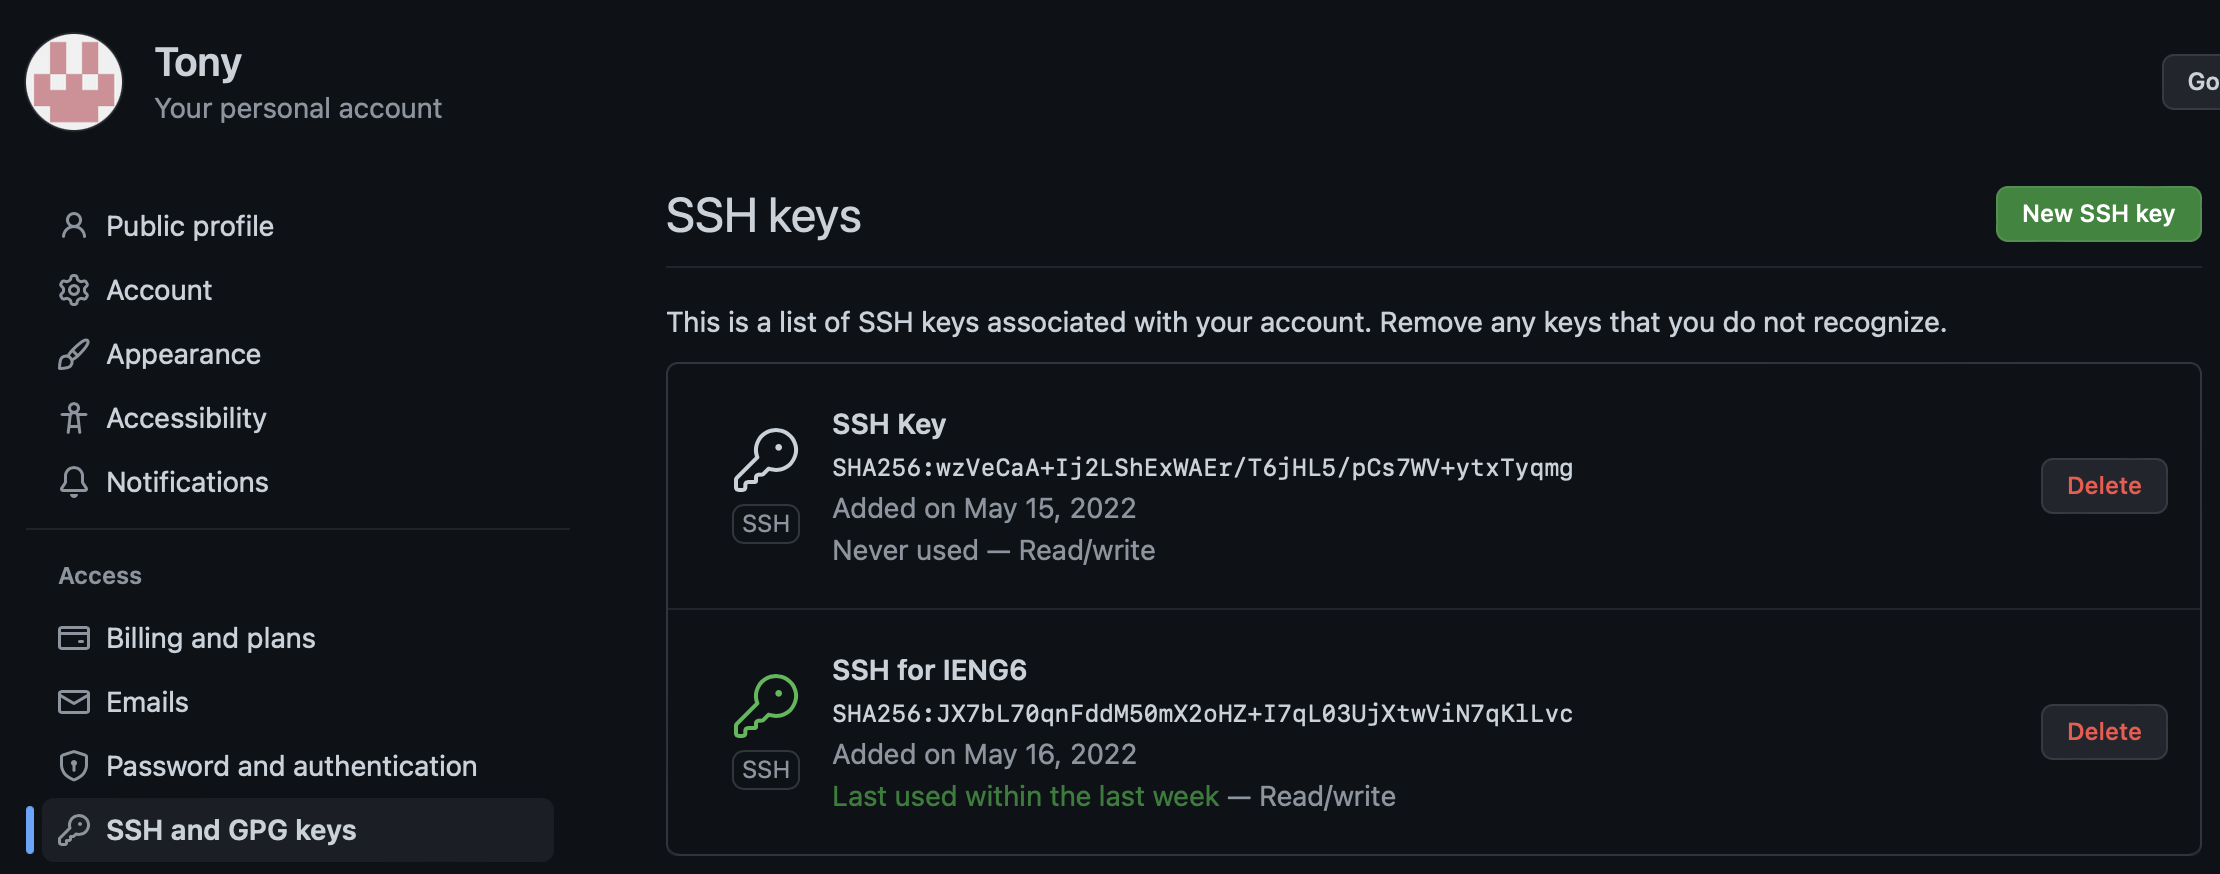 Tony
Your personal account
Go
Public profile
Account
Appearance
Accessibility
Notifications
Access
Billing and plans
Emails
Password and authentication
SSH and GPG keys
SSH keys
New SSH key
This is a list of SSH keys associated with your account. Remove any keys that you do not recognize.
SSH Key
SHA256:wzVeCaA+Ij2LShExWAEr/T6jHL5/pCs7WV+ytxTyqmg
Added on May 15, 2022
Never used — Read/write
SSH
Delete
SSH for IENG6
SHA256:JX7bL70qnFddM50mX2oHZ+I7qL03UjXtwViN7qKlLvc
Added on May 16, 2022
Last used within the last week — Read/write
SSH
Delete